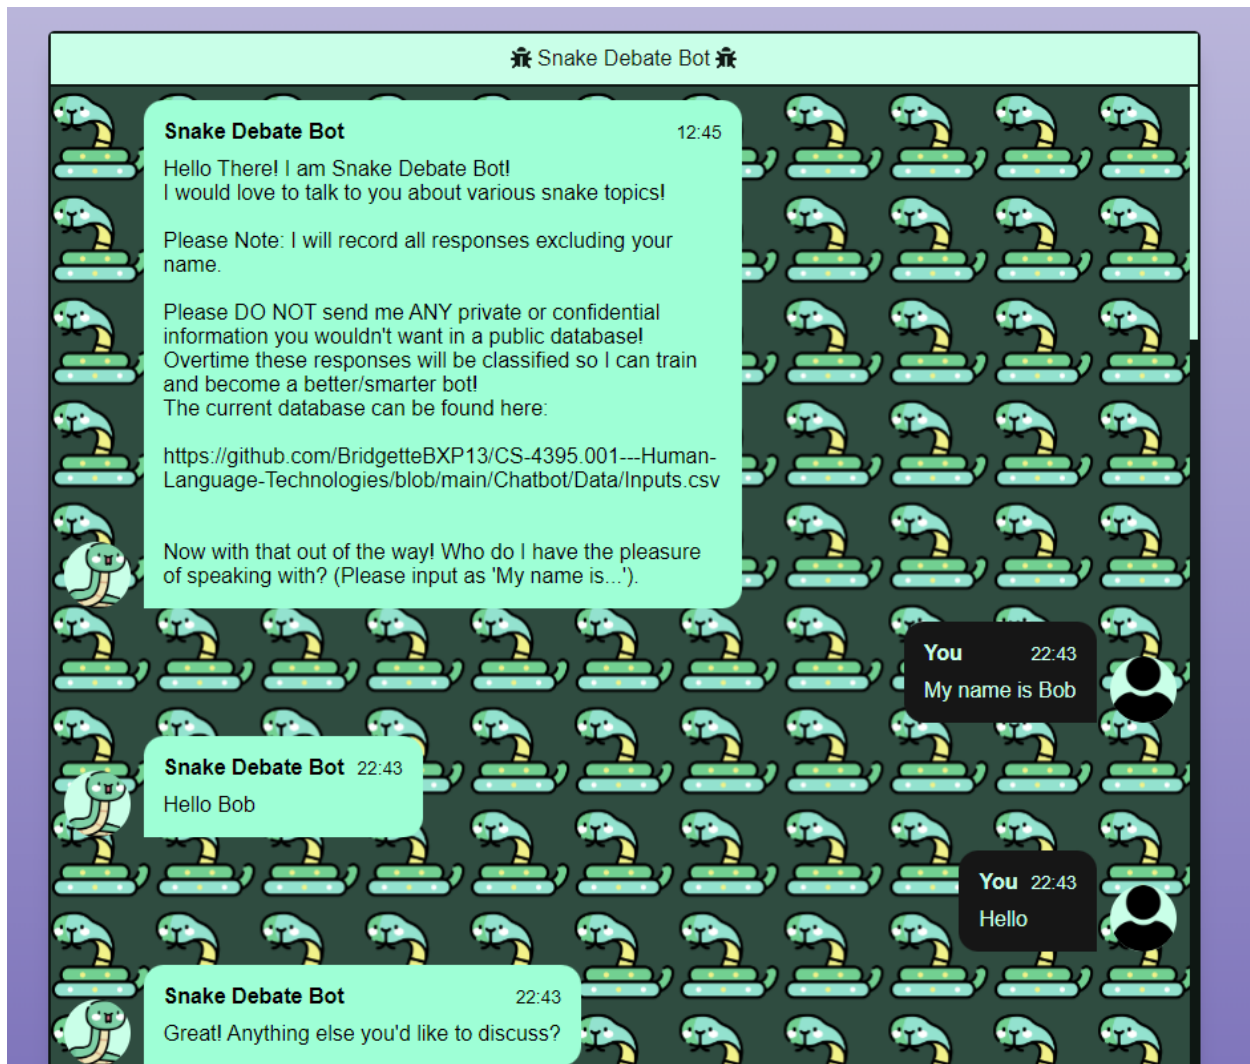 Snake Debate Bot
Snake Debate Bot 12:45
Hello There! I am Snake Debate Bot!
I would love to talk to you about various snake topics!
Please Note: I will record all responses excluding your
name.
Please DO NOT send me ANY private or confidential
information you wouldn't want in a public database!
Overtime these responses will be classified so I can train
and become a better/smarter bot!
The current database can be found here:
https://github.com/BridgetteBXP13/CS-4395.001---Human-
Language-Technologies/blob/main/Chatbot/Data/Inputs.csv
Now with that out of the way! Who do I have the pleasure
of speaking with? (Please input as 'My name is...').
You 22:43
My name is Bob
Snake Debate Bot 22:43
Hello Bob
You 22:43
Hello
Snake Debate Bot 22:43
Great! Anything else you'd like to discuss?